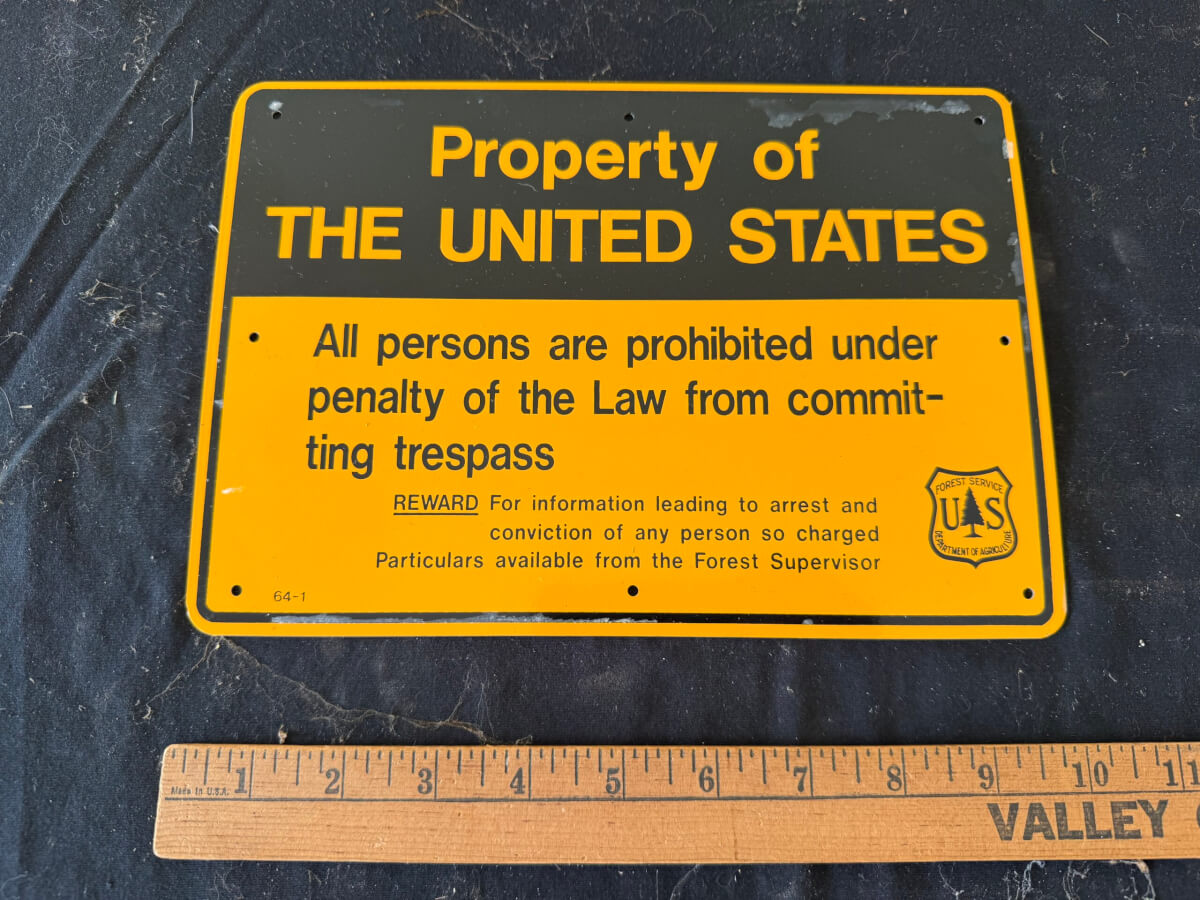 Property of
THE UNITED STATES
All persons are prohibited under
penalty of the Law from commit-
ting trespass
REWARD For information leading to arrest and
conviction of any person so charged
Particulars available from the Forest Supervisor
FOREST SERVICE
U S
DEPARTMENT OF AGRICULTURE
64-1
1 2 3 4 5 6 7 8 9 10 11
Made in U.S.A.
VALLEY